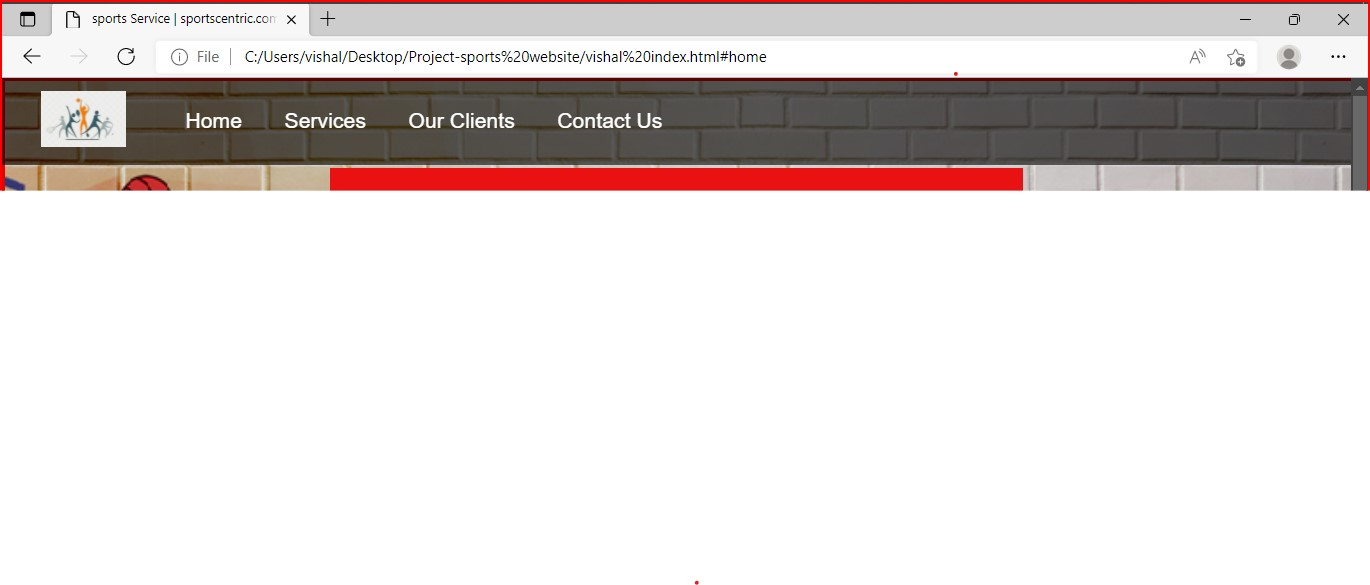 sports Service | sportscentric.com
File
C:/Users/vishal/Desktop/Project-sports%20website/vishal%20index.html#home
Home
Services
Our Clients
Contact Us